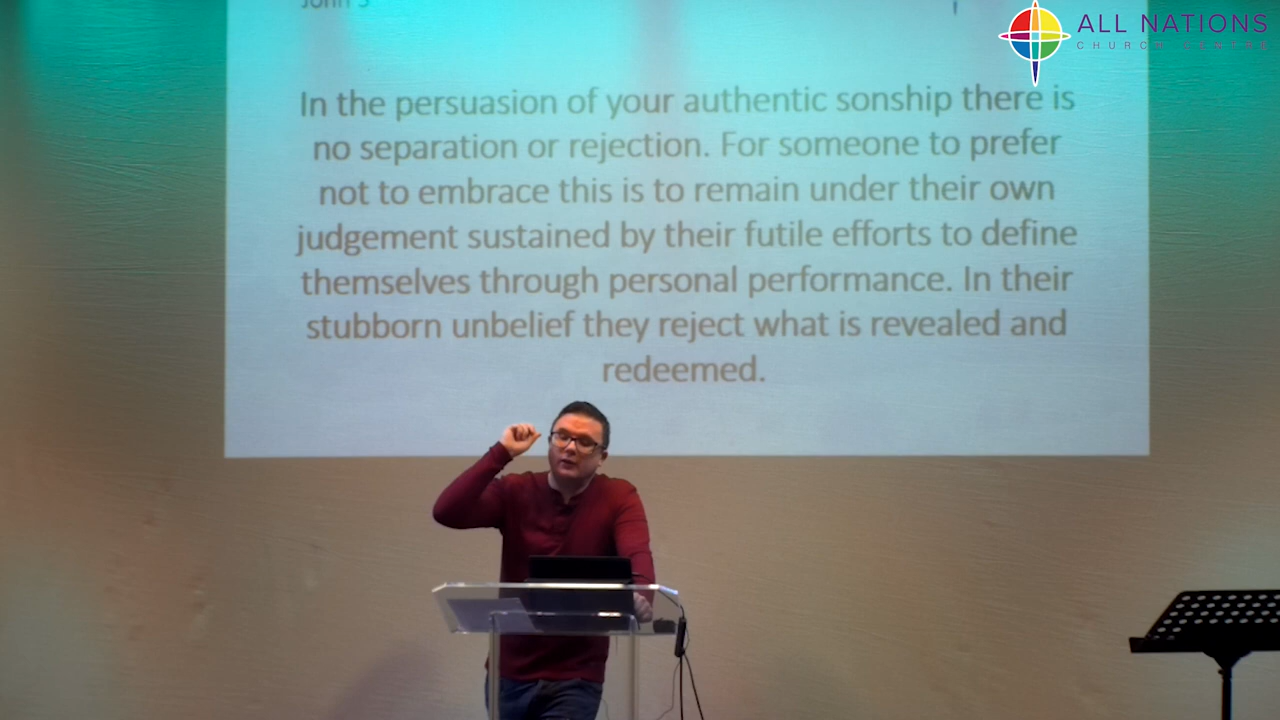 John 3
ALL NATIONS
CHURCH CENTRE
In the persuasion of your authentic sonship there is
no separation or rejection. For someone to prefer
not to embrace this is to remain under their own
judgement sustained by their futile efforts to define
themselves through personal performance. In their
stubborn unbelief they reject what is revealed and
redeemed.